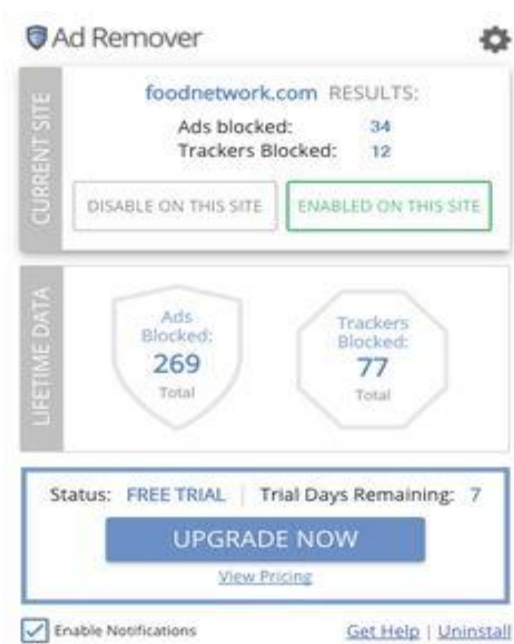 Ad Remover
CURRENT SITE
foodnetwork.com RESULTS:
Ads blocked: 34
Trackers Blocked: 12
DISABLE ON THIS SITE ENABLED ON THIS SITE
LIFETIME DATA
Ads
Blocked:
269
Total
Trackers
Blocked:
77
Total
Status: FREE TRIAL | Trial Days Remaining: 7
UPGRADE NOW
View Pricing
Enable Notifications
Get Help | Uninstall